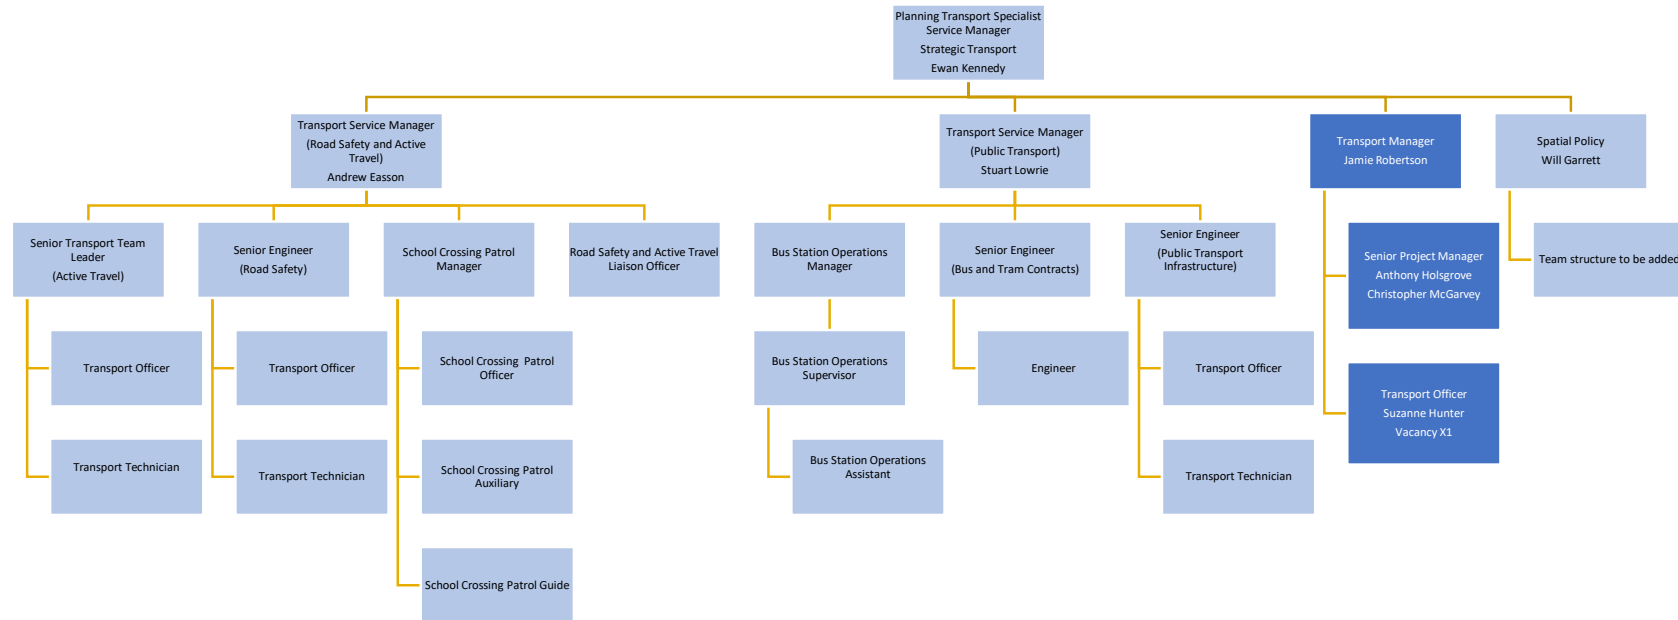 Planning Transport Specialist
Service Manager
Strategic Transport
Ewan Kennedy
Transport Service Manager
(Road Safety and Active
Travel)
Andrew Easson
Transport Service Manager
(Public Transport)
Stuart Lowrie
Transport Manager
Jamie Robertson
Spatial Policy
Will Garrett
Senior Transport Team
Leader
(Active Travel)
Senior Engineer
(Road Safety)
School Crossing Patrol
Manager
Road Safety and Active Travel
Liaison Officer
Bus Station Operations
Manager
Senior Engineer
(Bus and Tram Contracts)
Senior Engineer
(Public Transport
Infrastructure)
Senior Project Manager
Anthony Holsgrove
Christopher McGarvey
Team structure to be added
Transport Officer
Transport Officer
School Crossing  Patrol
Officer
Bus Station Operations
Supervisor
Engineer
Transport Officer
Transport Officer
Suzanne Hunter
Vacancy X1
Transport Technician
Transport Technician
School Crossing Patrol
Auxiliary
Bus Station Operations
Assistant
Transport Technician
School Crossing Patrol Guide